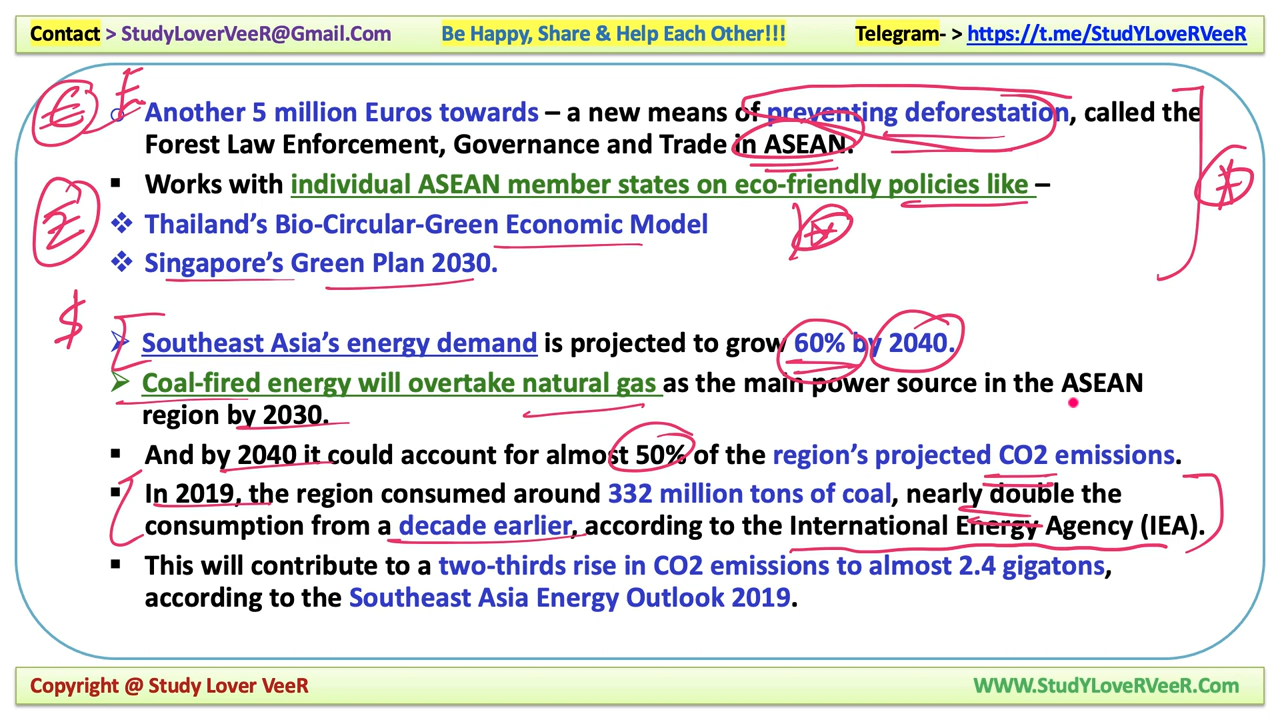 Contact > StudyLoverVeeR@Gmail.Com Be Happy, Share & Help Each Other!!! Telegram- > https://t.me/StudYLoveRVeeR
Another 5 million Euros towards – a new means of preventing deforestation, called the
Forest Law Enforcement, Governance and Trade in ASEAN.
▪ Works with individual ASEAN member states on eco-friendly policies like –
❖ Thailand's Bio-Circular-Green Economic Model
❖ Singapore's Green Plan 2030.
$
➢ Southeast Asia's energy demand is projected to grow 60% by 2040.
➢ Coal-fired energy will overtake natural gas as the main power source in the ASEAN
region by 2030.
▪ And by 2040 it could account for almost 50% of the region's projected CO2 emissions.
▪ In 2019, the region consumed around 332 million tons of coal, nearly double the
consumption from a decade earlier, according to the International Energy Agency (IEA).
▪ This will contribute to a two-thirds rise in CO2 emissions to almost 2.4 gigatons,
according to the Southeast Asia Energy Outlook 2019.
Copyright @ Study Lover VeeR WWW.StudYLoveRVeeR.Com